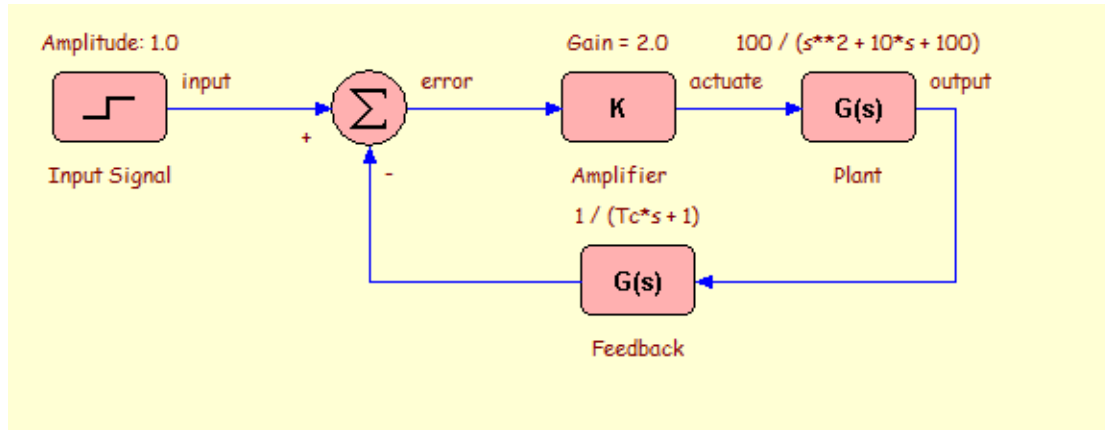 Amplitude: 1.0
Gain = 2.0
100 / (s**2 + 10*s + 100)
input
error
actuate
output
Σ
K
G(s)
+
-
Input Signal
Amplifier
Plant
1 / (Tc*s + 1)
G(s)
Feedback